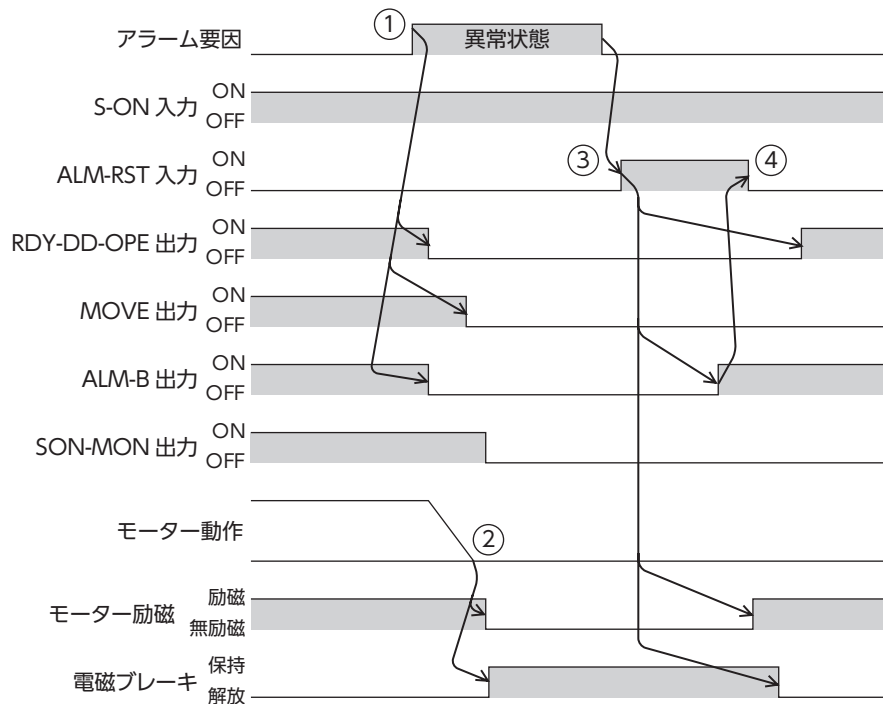 ①
アラーム要因
異常状態
S-ON 入力
ON
OFF
ALM-RST 入力
ON
OFF
③
④
RDY-DD-OPE 出力
ON
OFF
MOVE 出力
ON
OFF
ALM-B 出力
ON
OFF
SON-MON 出力
ON
OFF
モーター動作
②
モーター励磁
励磁
無励磁
電磁ブレーキ
保持
解放